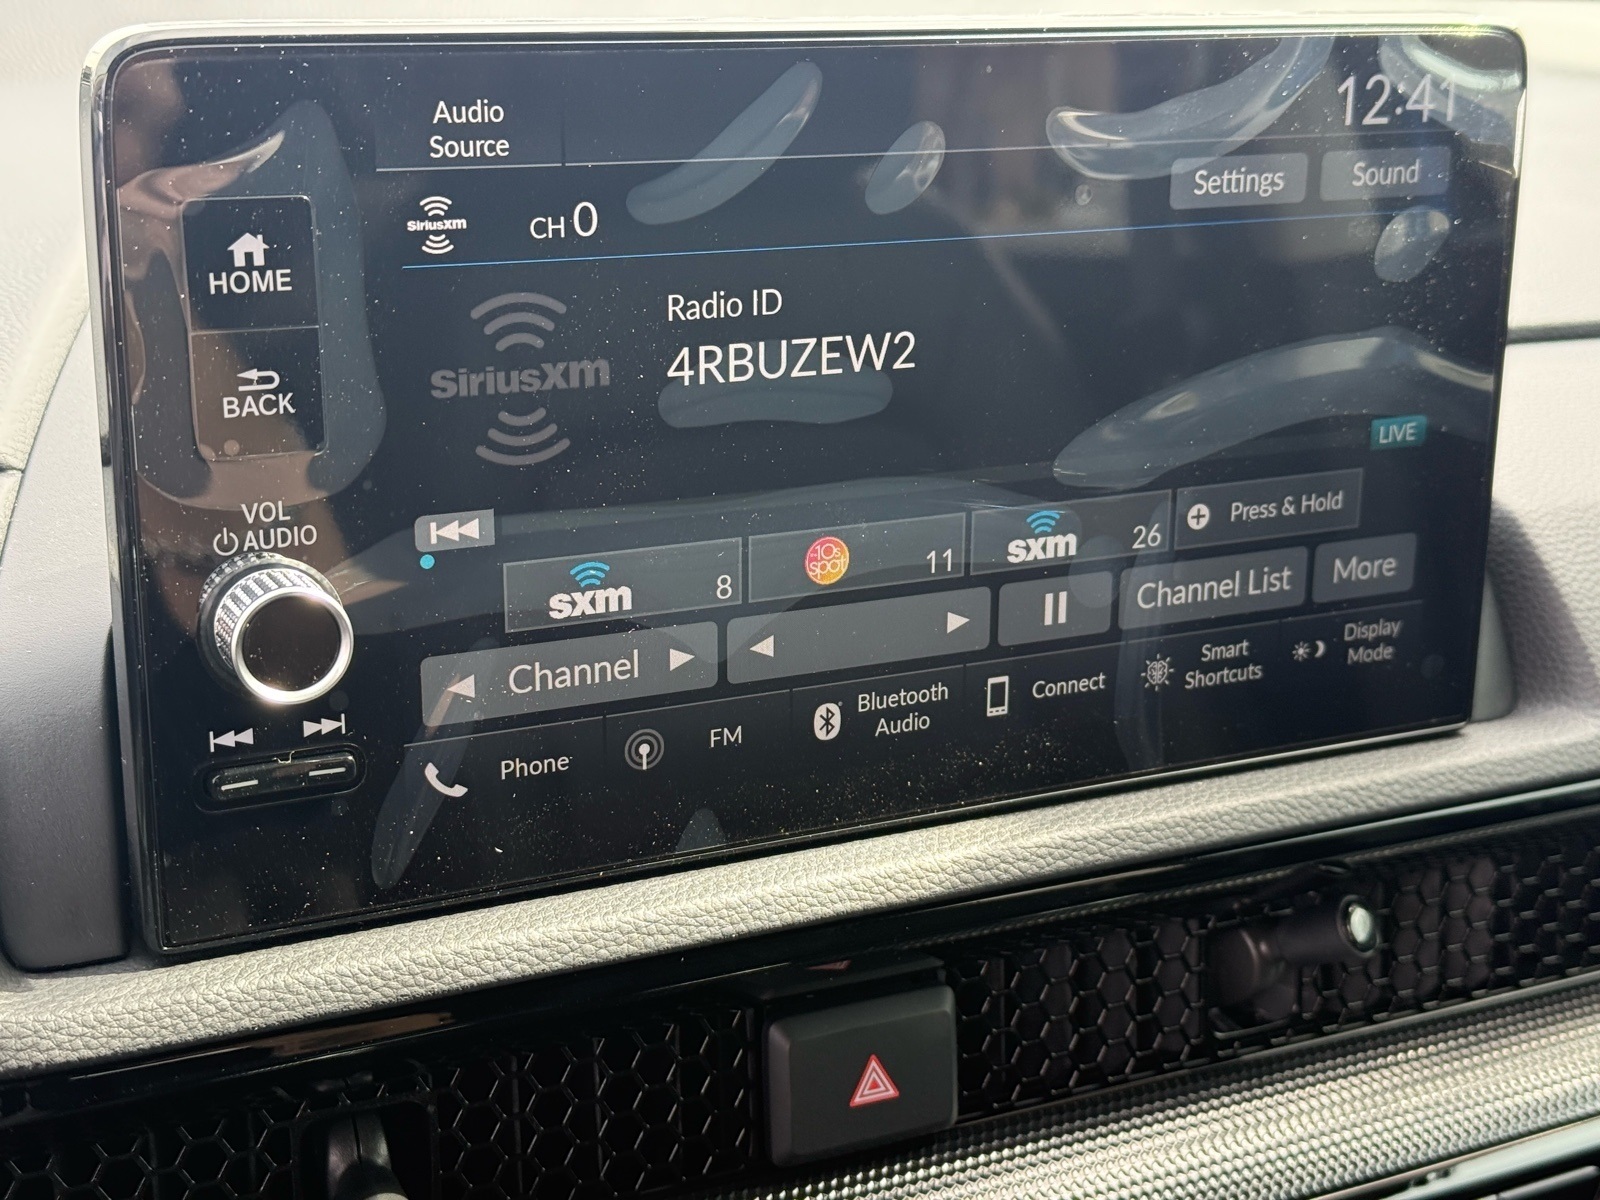 Audio
Source
12:41
Settings
Sound
SiriusXm
CH 0
HOME
Radio ID
4RBUZEW2
SiriusXm
BACK
LIVE
VOL
AUDIO
Press & Hold
sxm 8
10s
spot
11
sxm 26
Channel
Channel List
More
Phone
FM
Bluetooth
Audio
Connect
Smart
Shortcuts
Display
Mode